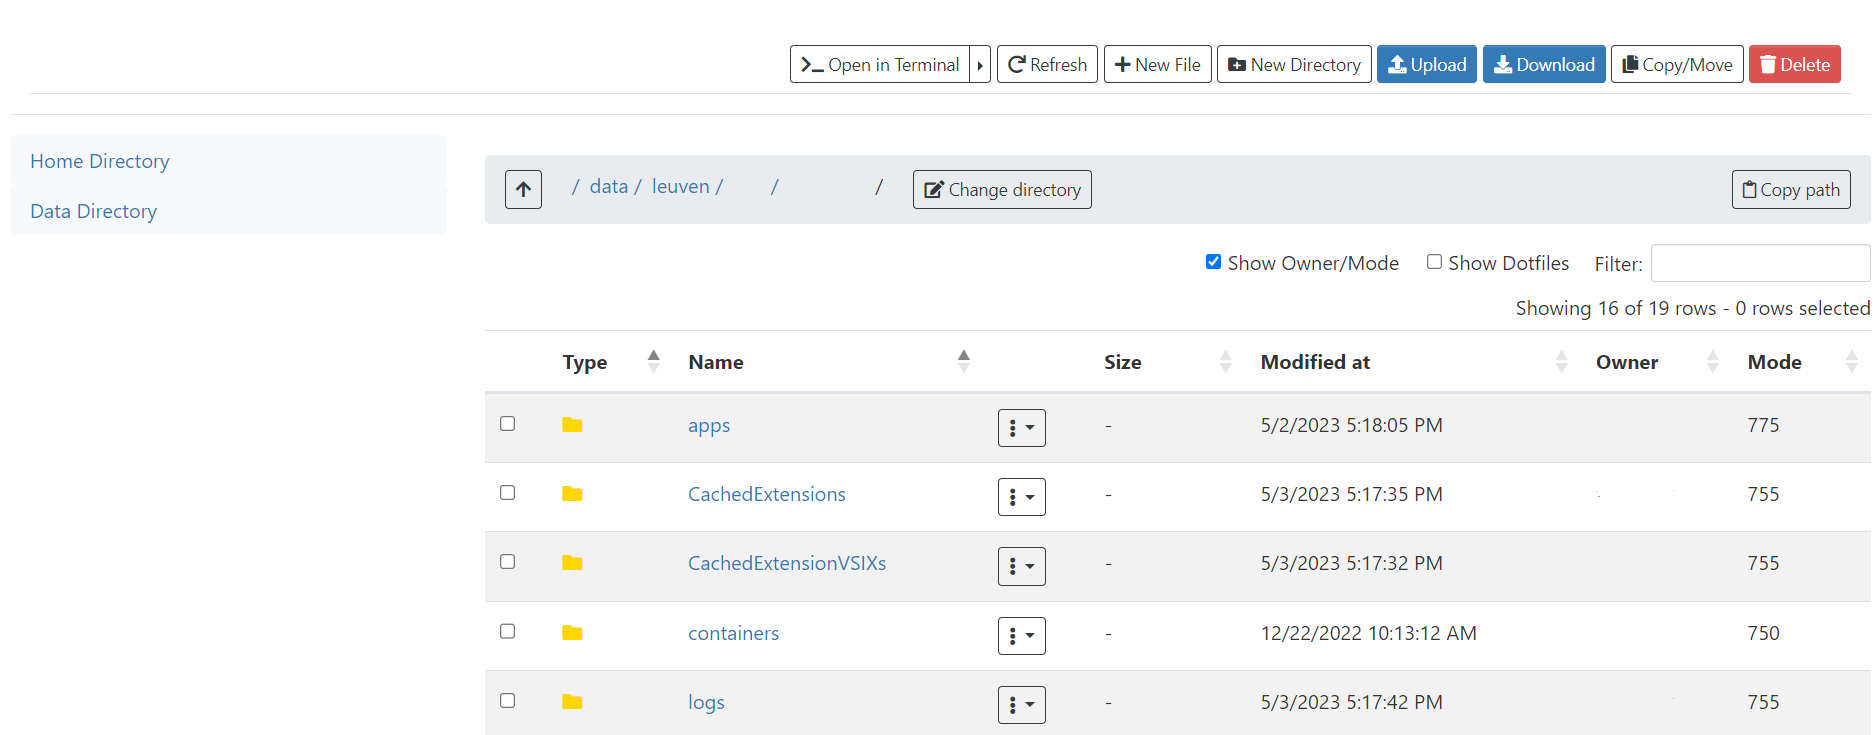 Open in Terminal Refresh New File New Directory Upload Download Copy/Move Delete
Home Directory
Data Directory
/ data / leuven / / / Change directory Copy path
Show Owner/Mode Show Dotfiles Filter:
Showing 16 of 19 rows - 0 rows selected
Type Name Size Modified at Owner Mode
apps - 5/2/2023 5:18:05 PM 775
CachedExtensions - 5/3/2023 5:17:35 PM 755
CachedExtensionVSIXs - 5/3/2023 5:17:32 PM 755
containers - 12/22/2022 10:13:12 AM 750
logs - 5/3/2023 5:17:42 PM 755